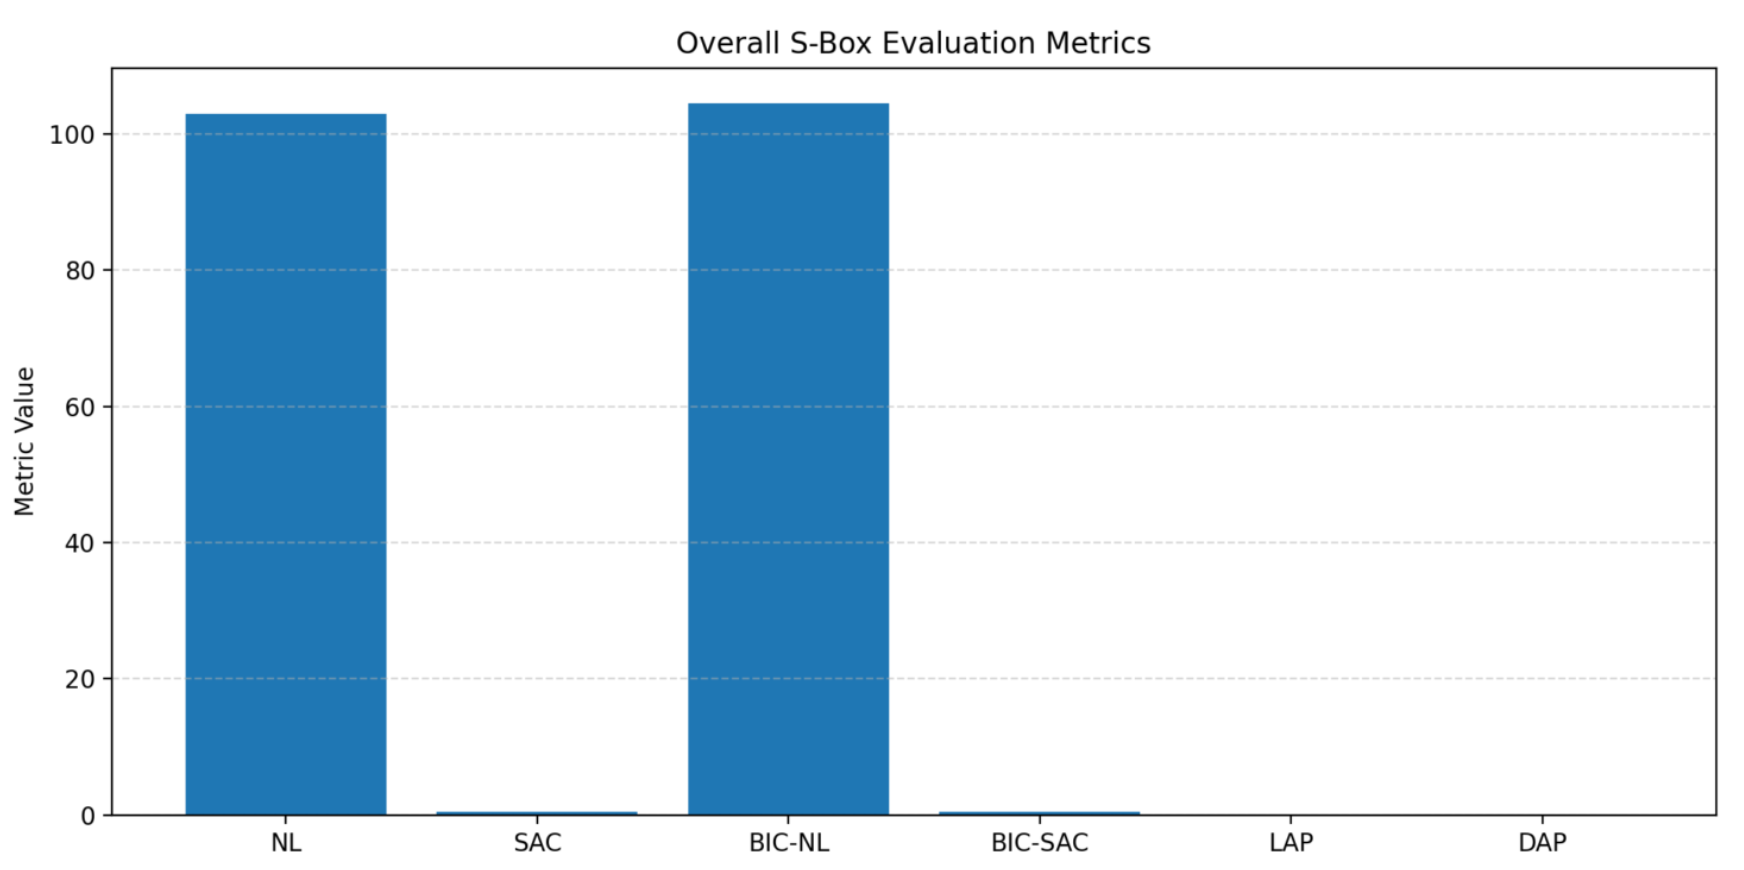 Overall S-Box Evaluation Metrics
Metric Value
100
80
60
40
20
0
NL SAC BIC-NL BIC-SAC LAP DAP